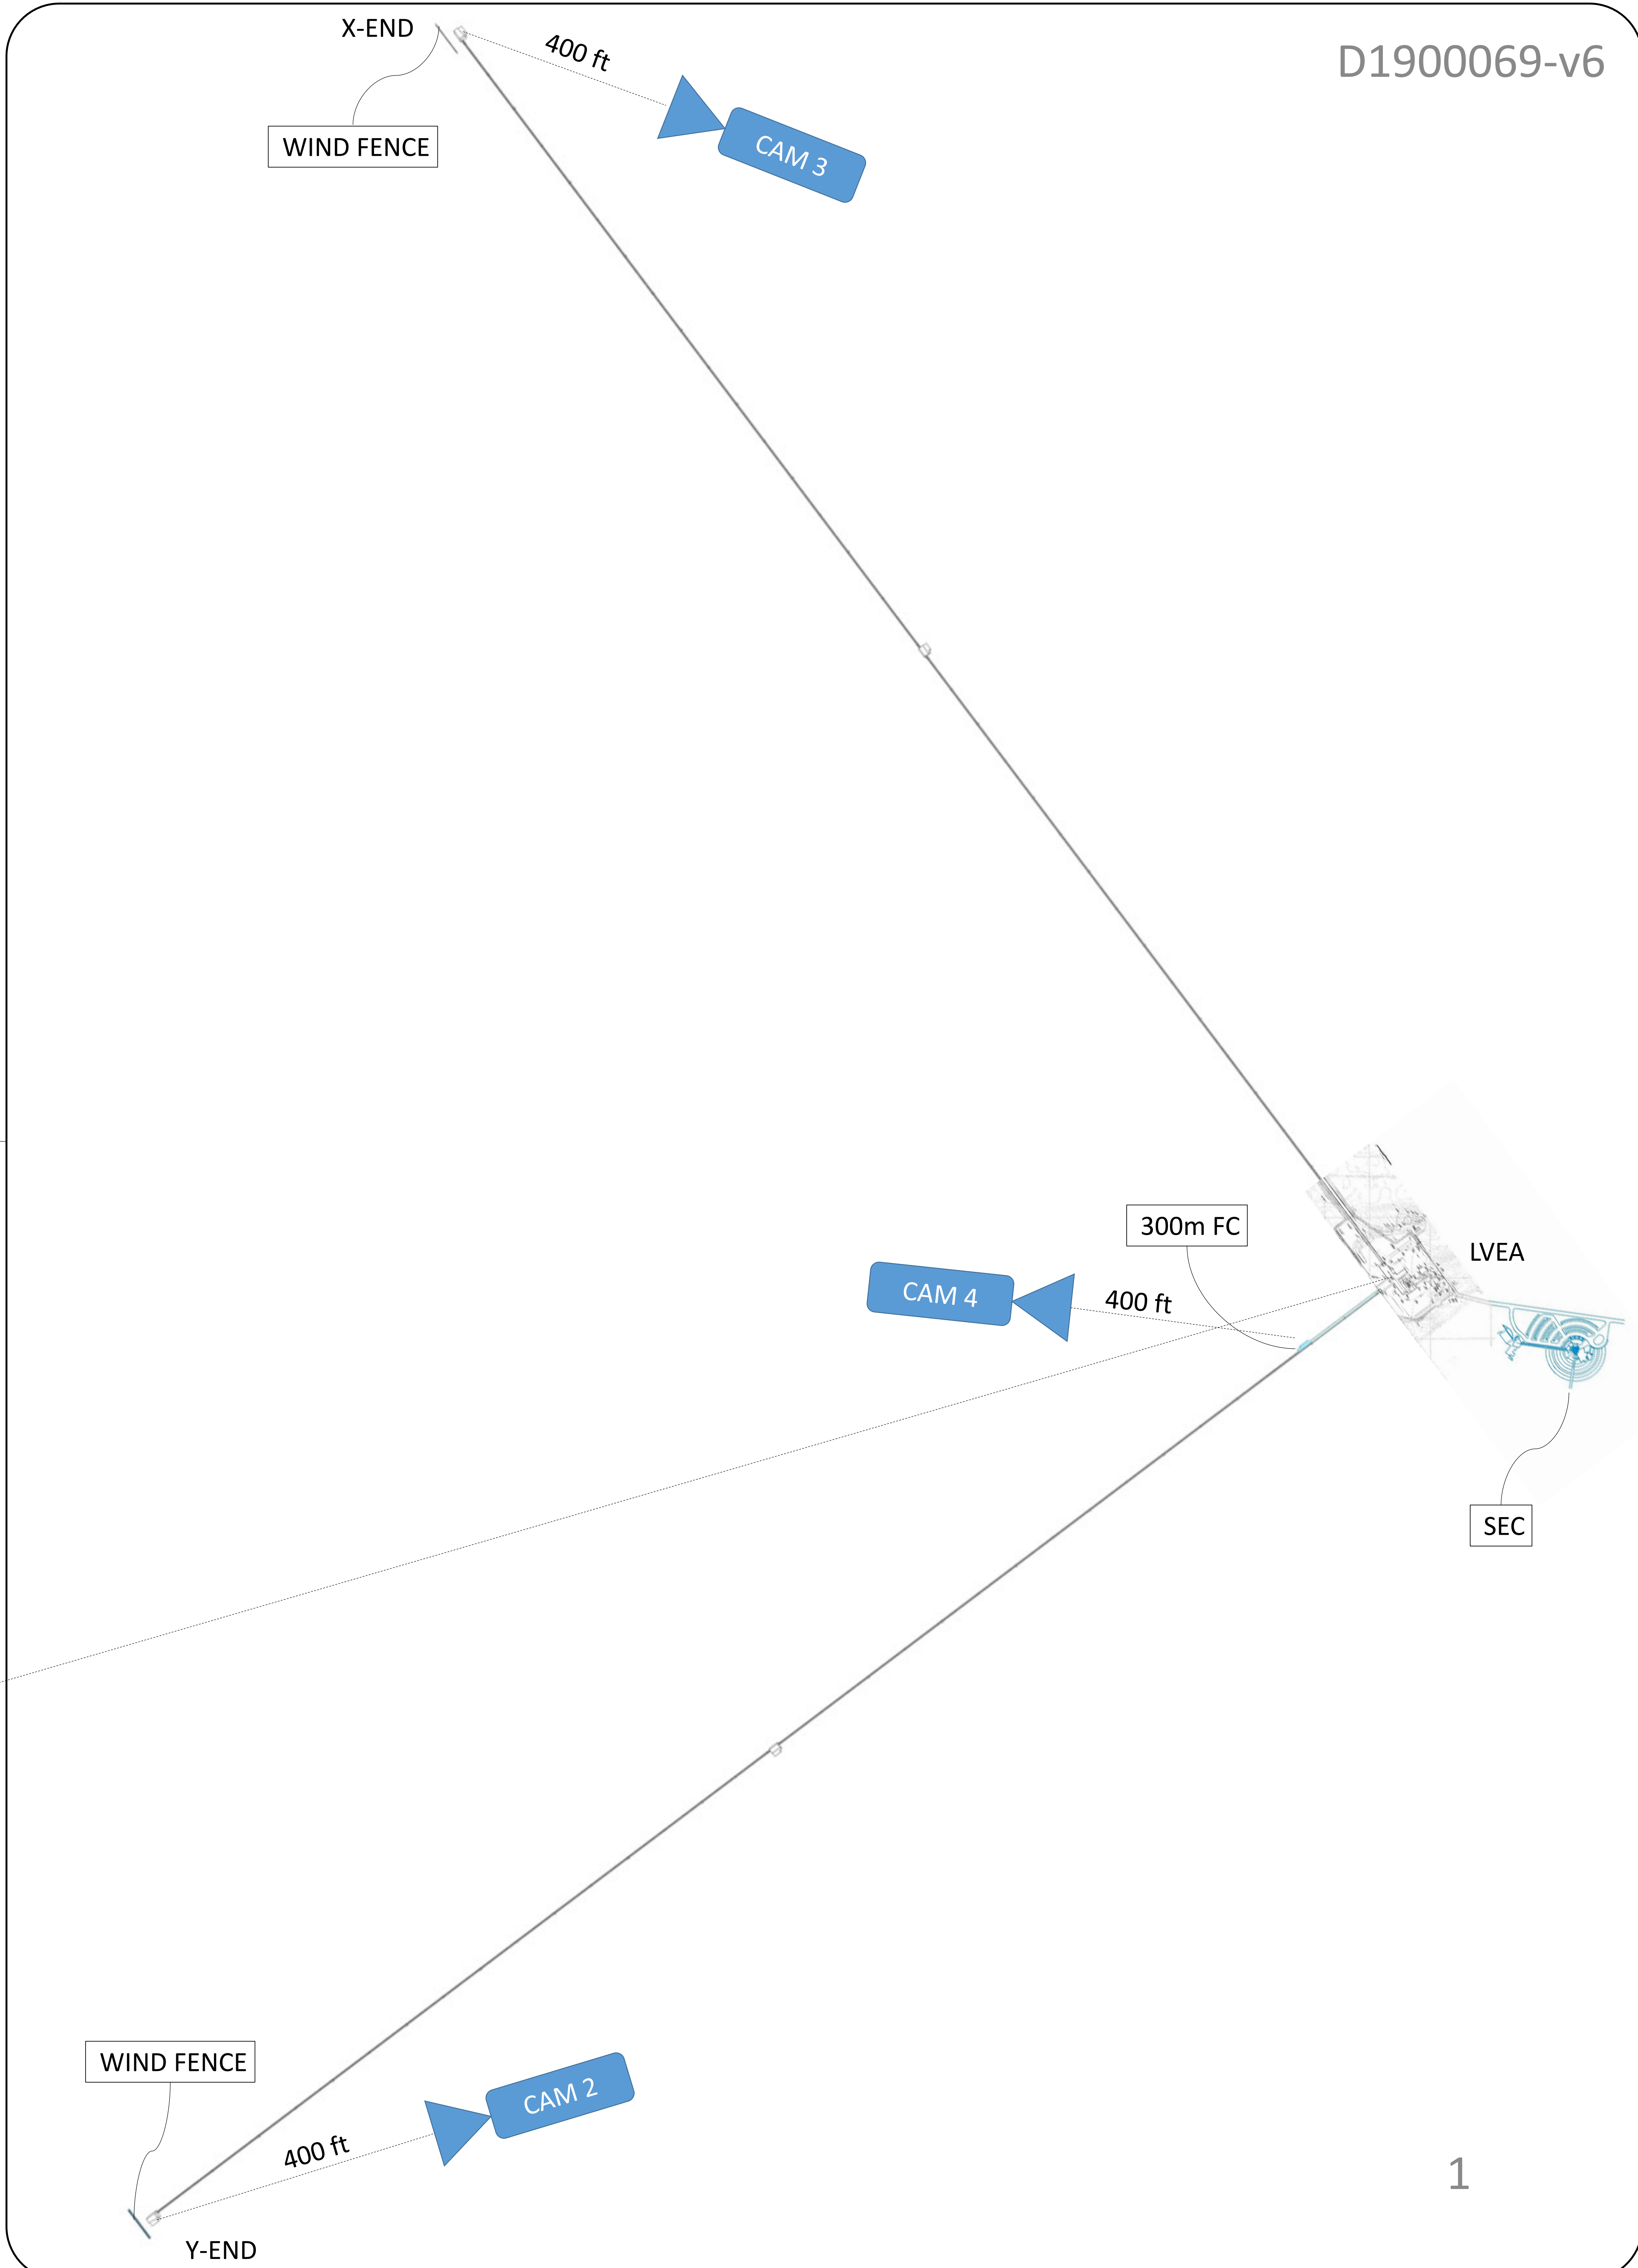 X-END
400 ft
D1900069-v6
WIND FENCE
CAM 3
300m FC
LVEA
CAM 4
400 ft
SEC
WIND FENCE
CAM 2
400 ft
1
Y-END